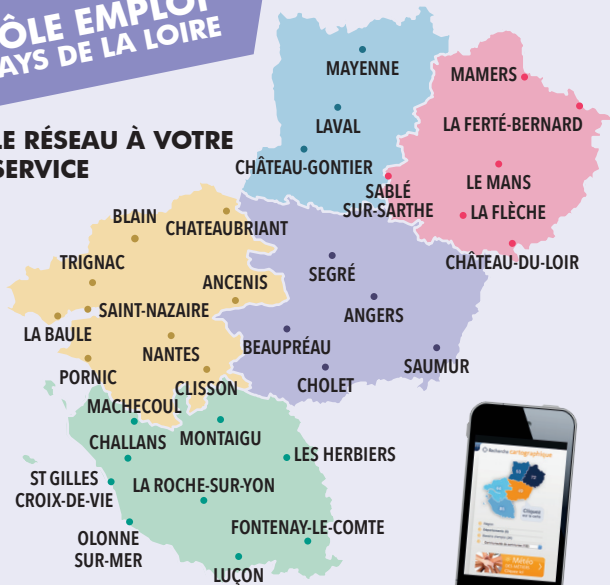 ÔLE EMPLOI
AYS DE LA LOIRE
LE RÉSEAU À VOTRE
SERVICE
MAYENNE
MAMERS
LAVAL
LA FERTÉ-BERNARD
CHÂTEAU-GONTIER
SABLÉ
SUR-SARTHE
LE MANS
LA FLÈCHE
CHÂTEAU-DU-LOIR
BLAIN
CHATEAUBRIANT
TRIGNAC
ANCENIS
SEGRÉ
SAINT-NAZAIRE
ANGERS
LA BAULE
NANTES
BEAUPRÉAU
SAUMUR
PORNIC
CLISSON
CHOLET
MACHECOUL
CHALLANS
MONTAIGU
LES HERBIERS
ST GILLES
CROIX-DE-VIE
LA ROCHE-SUR-YON
OLONNE
SUR-MER
FONTENAY-LE-COMTE
LUÇON
Recherche cartographique
Cliquez